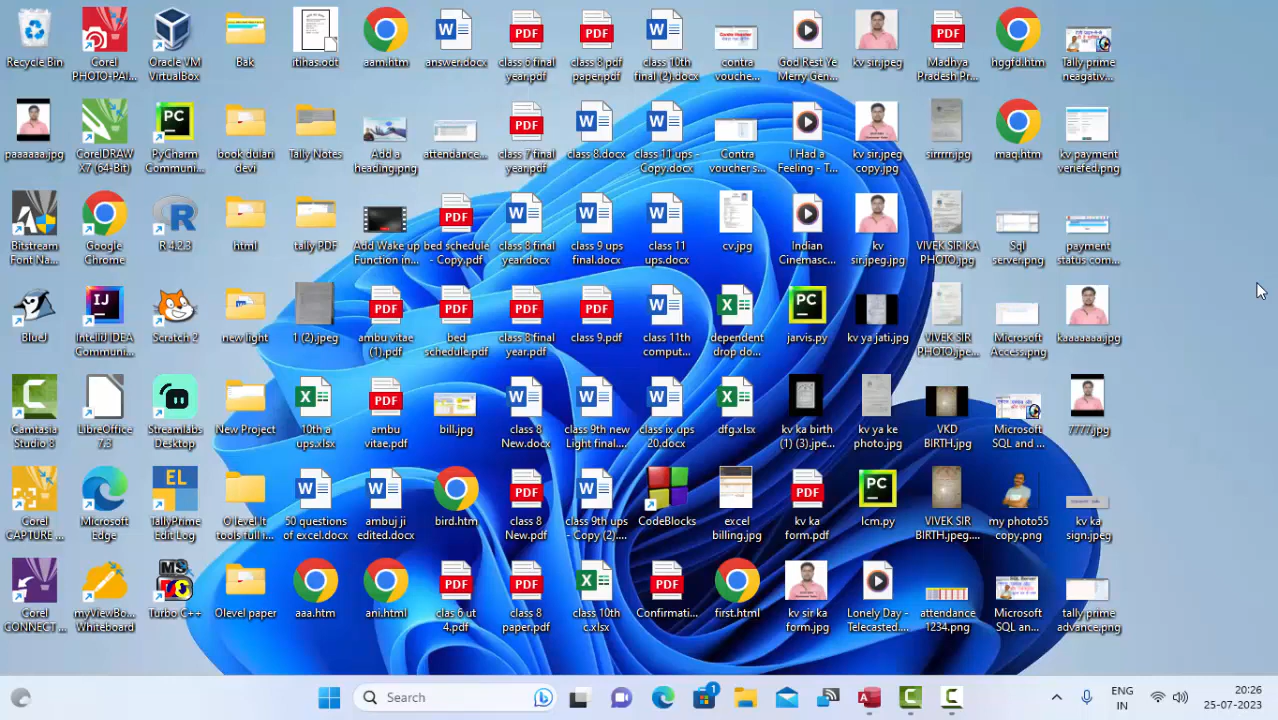 Recycle Bin
Corel
PHOTO-PAI...
Oracle VM
VirtualBox
Bak
itihas.odt
aam.htm
answer.docx
class 6 final
year.pdf
class 8 pdf
paper.pdf
class 10th
final (2).docx
contra
vouche...
God Rest Ye
Merry Gen...
kv sir.jpeg
Madhya
Pradesh Pr...
hggfd.htm
Tally prime
neagativ...
paaaaaa.jpg
CorelDRAW
X7 (64-Bit)
PyCharm
Communi...
book dulari
devi
Tally Notes
Add a
heading.png
attendance...
class 7 final
year.pdf
class 8.docx
class 11 ups -
Copy.docx
Contra
voucher s...
I Had a
Feeling - T...
kv sir.jpeg
copy.jpg
sirrrrr.jpg
maq.htm
kv payment
veriefed.png
Bitstream
Font Na...
Google
Chrome
R 4.2.3
html
tally PDF
Add Wake up
Function in...
bed schedule
- Copy.pdf
class 8 final
year.docx
class 9 ups
final.docx
class 11
ups.docx
cv.jpg
Indian
Cinemasc...
kv
sir.jpeg.jpg
VIVEK SIR KA
PHOTO.jpg
Sql
server.png
payment
status.com...
BlueJ
IntelliJ IDEA
Communi...
Scratch 2
new light
1 (2).jpeg
ambu vitae
(1).pdf
bed
schedule.pdf
class 8 final
year.pdf
class 9.pdf
class 11th
comput...
dependent
drop do...
jarvis.py
kv ya jati.jpg
VIVEK SIR
PHOTO.jpe...
Microsoft
Access.png
kaaaaaaa.jpg
Camtasia
Studio 8
LibreOffice
7.3
Streamlabs
Desktop
New Project
10th a
ups.xlsx
ambu
vitae.pdf
bill.jpg
class 8
New.docx
class 9th new
Light final....
class ix ups
20.docx
dfg.xlsx
kv ka birth
(1) (3).jpe...
kv ya ke
photo.jpg
VKD
BIRTH.jpg
Microsoft
SQL and ...
7777.jpg
Corel
CAPTURE ...
Microsoft
Edge
TallyPrime
Edit Log
O level It
tools full i...
50 questions
of excel.docx
ambuj ji
edited.docx
bird.htm
class 8
New.pdf
class 9th ups
- Copy (2)....
CodeBlocks
excel
billing.jpg
kv ka
form.pdf
lcm.py
VIVEK SIR
BIRTH.jpeg....
my photo55
copy.png
kv ka
sign.jpeg
Corel
CONNECT ...
myViewBo...
Whiteboard
Turbo C++
Olevel paper
aaa.htm
ani.html
clas 6 ut
4.pdf
class 8
paper.pdf
class 10th
c.xlsx
Confirmati...
first.html
kv sir ka
form.jpg
Lonely Day -
Telecasted....
attendance
1234.png
Microsoft
SQL an...
tally prime
advance.png
Search
ENG
IN
20:26
25-07-2023